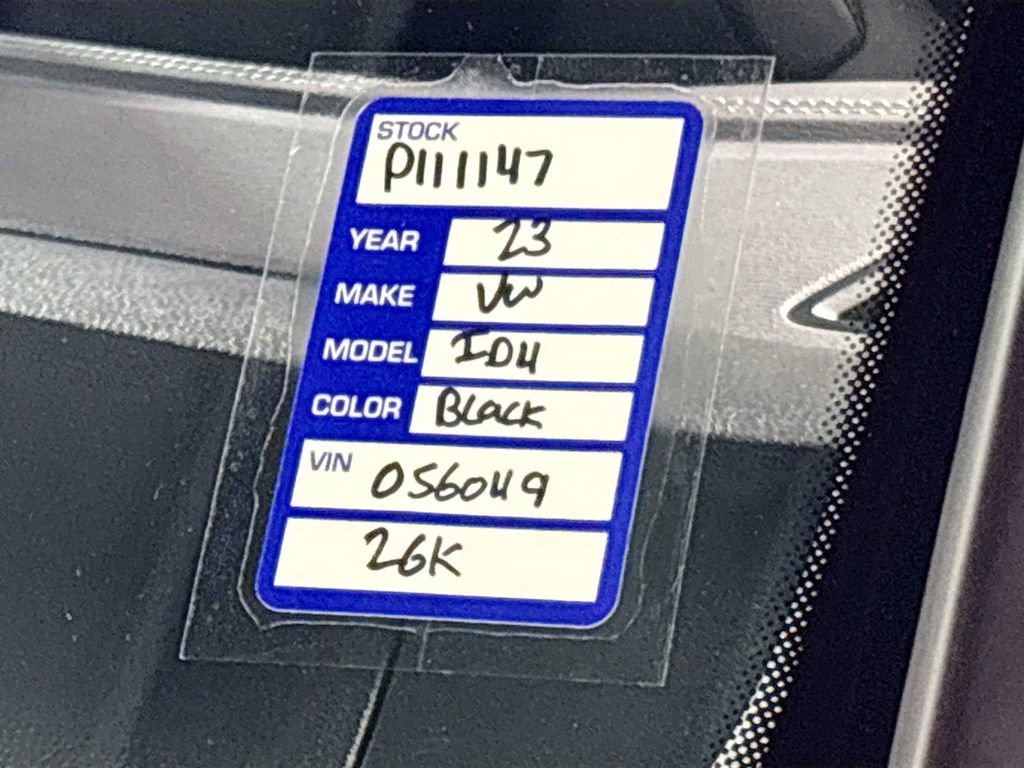 STOCK
P111147
YEAR 23
MAKE VW
MODEL ID4
COLOR Black
VIN 056049
26K